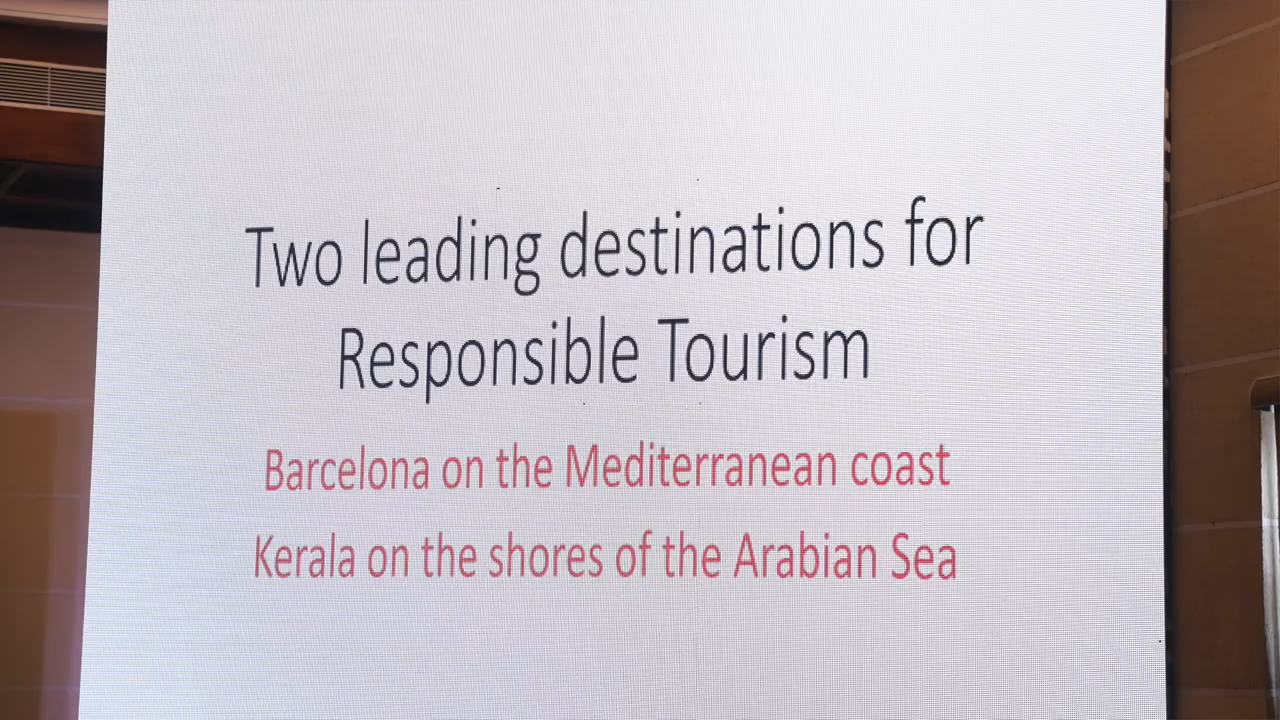 Two leading destinations for
Responsible Tourism
Barcelona on the Mediterranean coast
Kerala on the shores of the Arabian Sea